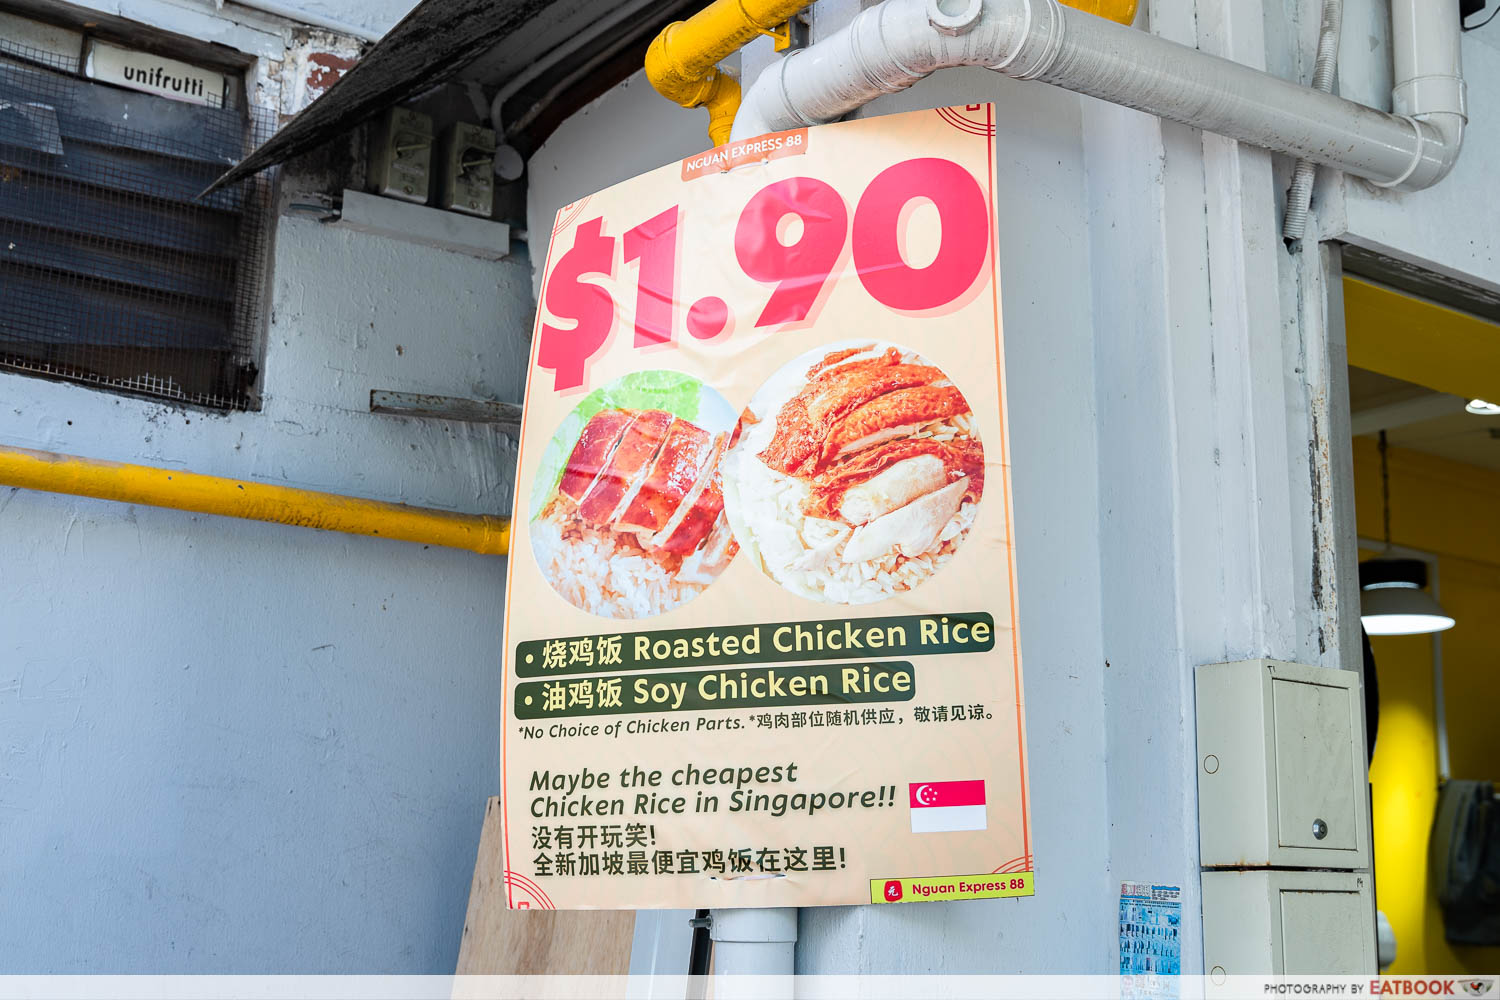 unifrutti
NGUAN EXPRESS 88
$1.90
• 烧鸡饭 Roasted Chicken Rice
• 油鸡饭 Soy Chicken Rice
*No Choice of Chicken Parts. *鸡肉部位随机供应，敬请见谅。
Maybe the cheapest
Chicken Rice in Singapore!!
没有开玩笑!
全新加坡最便宜鸡饭在这里!
元 Nguan Express 88
PHOTOGRAPHY BY EATBOOK